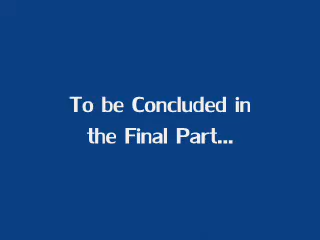 To be Concluded in
the Final Part...